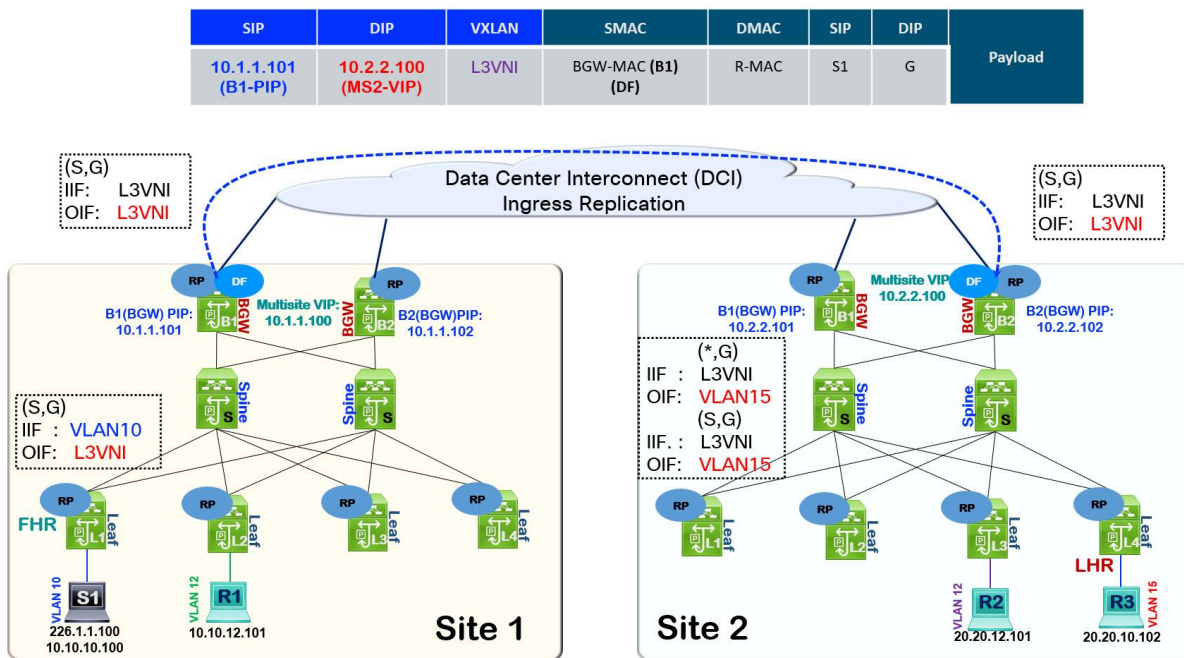 SIP DIP VXLAN SMAC DMAC SIP DIP Payload
10.1.1.101 10.2.2.100 L3VNI BGW-MAC (B1) R-MAC S1 G
(B1-PIP) (MS2-VIP) (DF)
Data Center Interconnect (DCI)
Ingress Replication
(S,G)
IIF: L3VNI
OIF: L3VNI
(S,G)
IIF: L3VNI
OIF: L3VNI
RP
DF
BGW
B1
B1(BGW) PIP:
10.1.1.101
Multisite VIP:
10.1.1.100
RP
BGW
B2
B2(BGW)PIP:
10.1.1.102
Spine
S
Spine
S
(S,G)
IIF : VLAN10
OIF: L3VNI
RP
FHR
L1
Leaf
RP
L2
Leaf
RP
L3
Leaf
RP
L4
Leaf
VLAN 10
S1
226.1.1.100
10.10.10.100
VLAN 12
R1
10.10.12.101
Site 1
RP
B1(BGW) PIP:
10.2.2.101
B1
BGW
Multisite VIP
10.2.2.100
DF
RP
BGW
B2
B2(BGW) PIP:
10.2.2.102
(*,G)
IIF : L3VNI
OIF: VLAN15
(S,G)
IIF. : L3VNI
OIF: VLAN15
Spine
S
Spine
S
RP
L1
Leaf
RP
L2
Leaf
RP
L3
Leaf
RP
L4
Leaf
LHR
Site 2
VLAN 12
R2
20.20.12.101
R3
VLAN 15
20.20.10.102